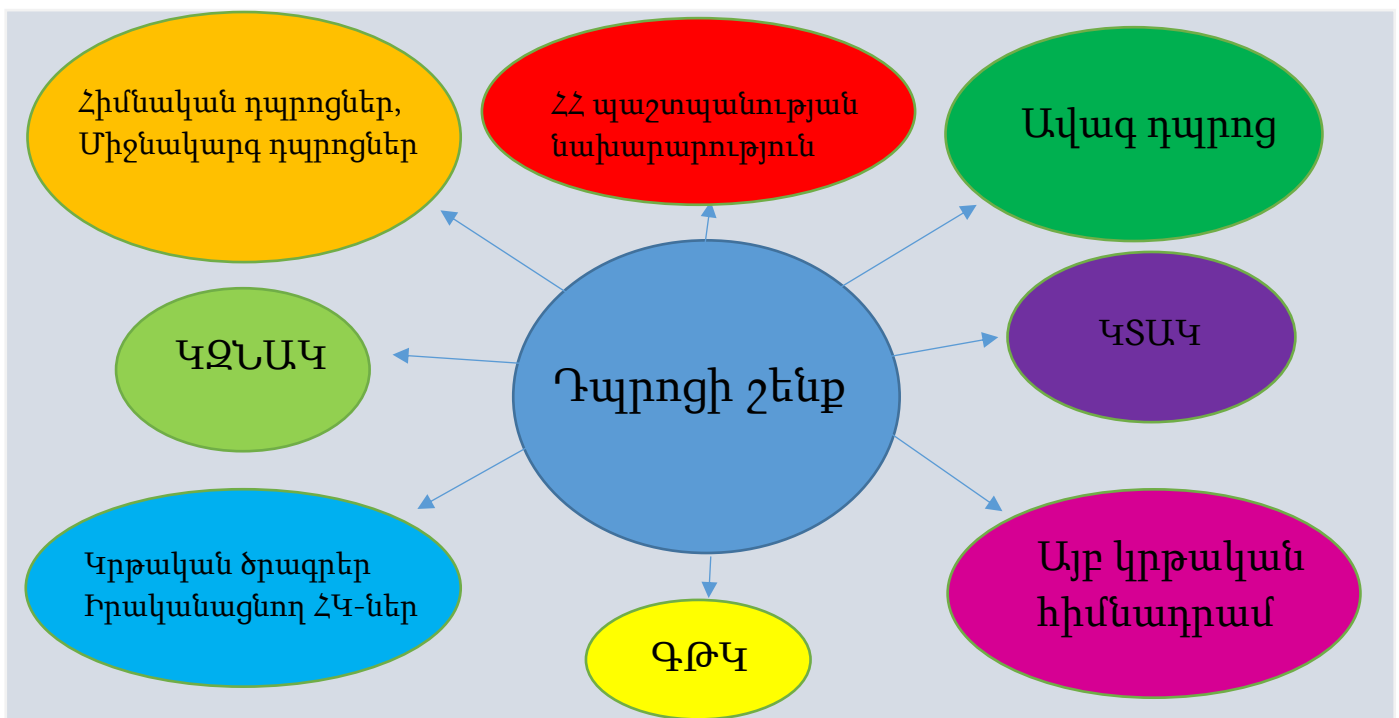 Հիմնական դպրոցներ,
Միջնակարգ դպրոցներ
ՀՀ պաշտպանության
նախարարություն
Ավագ դպրոց
ԿԶՆԱԿ
Դպրոցի շենք
ԿՏԱԿ
Կրթական ծրագրեր
Իրականացնող ՀԿ-ներ
ԳԹԿ
Այբ կրթական
հիմնադրամ